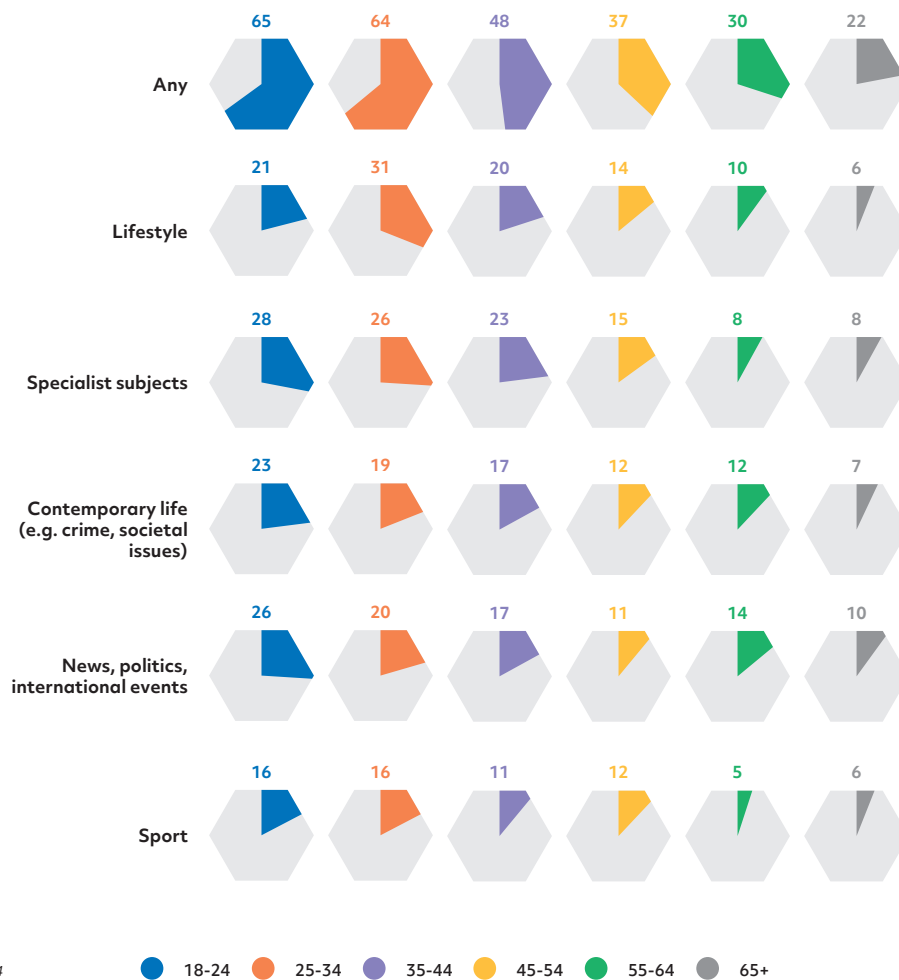 65 64 48 37 30 22
Any
21 31 20 14 10 6
Lifestyle
28 26 23 15 8 8
Specialist subjects
23 19 17 12 12 7
Contemporary life
(e.g. crime, societal
issues)
26 20 17 11 14 10
News, politics,
international events
16 16 11 12 5 6
Sport
18-24 25-34 35-44 45-54 55-64 65+